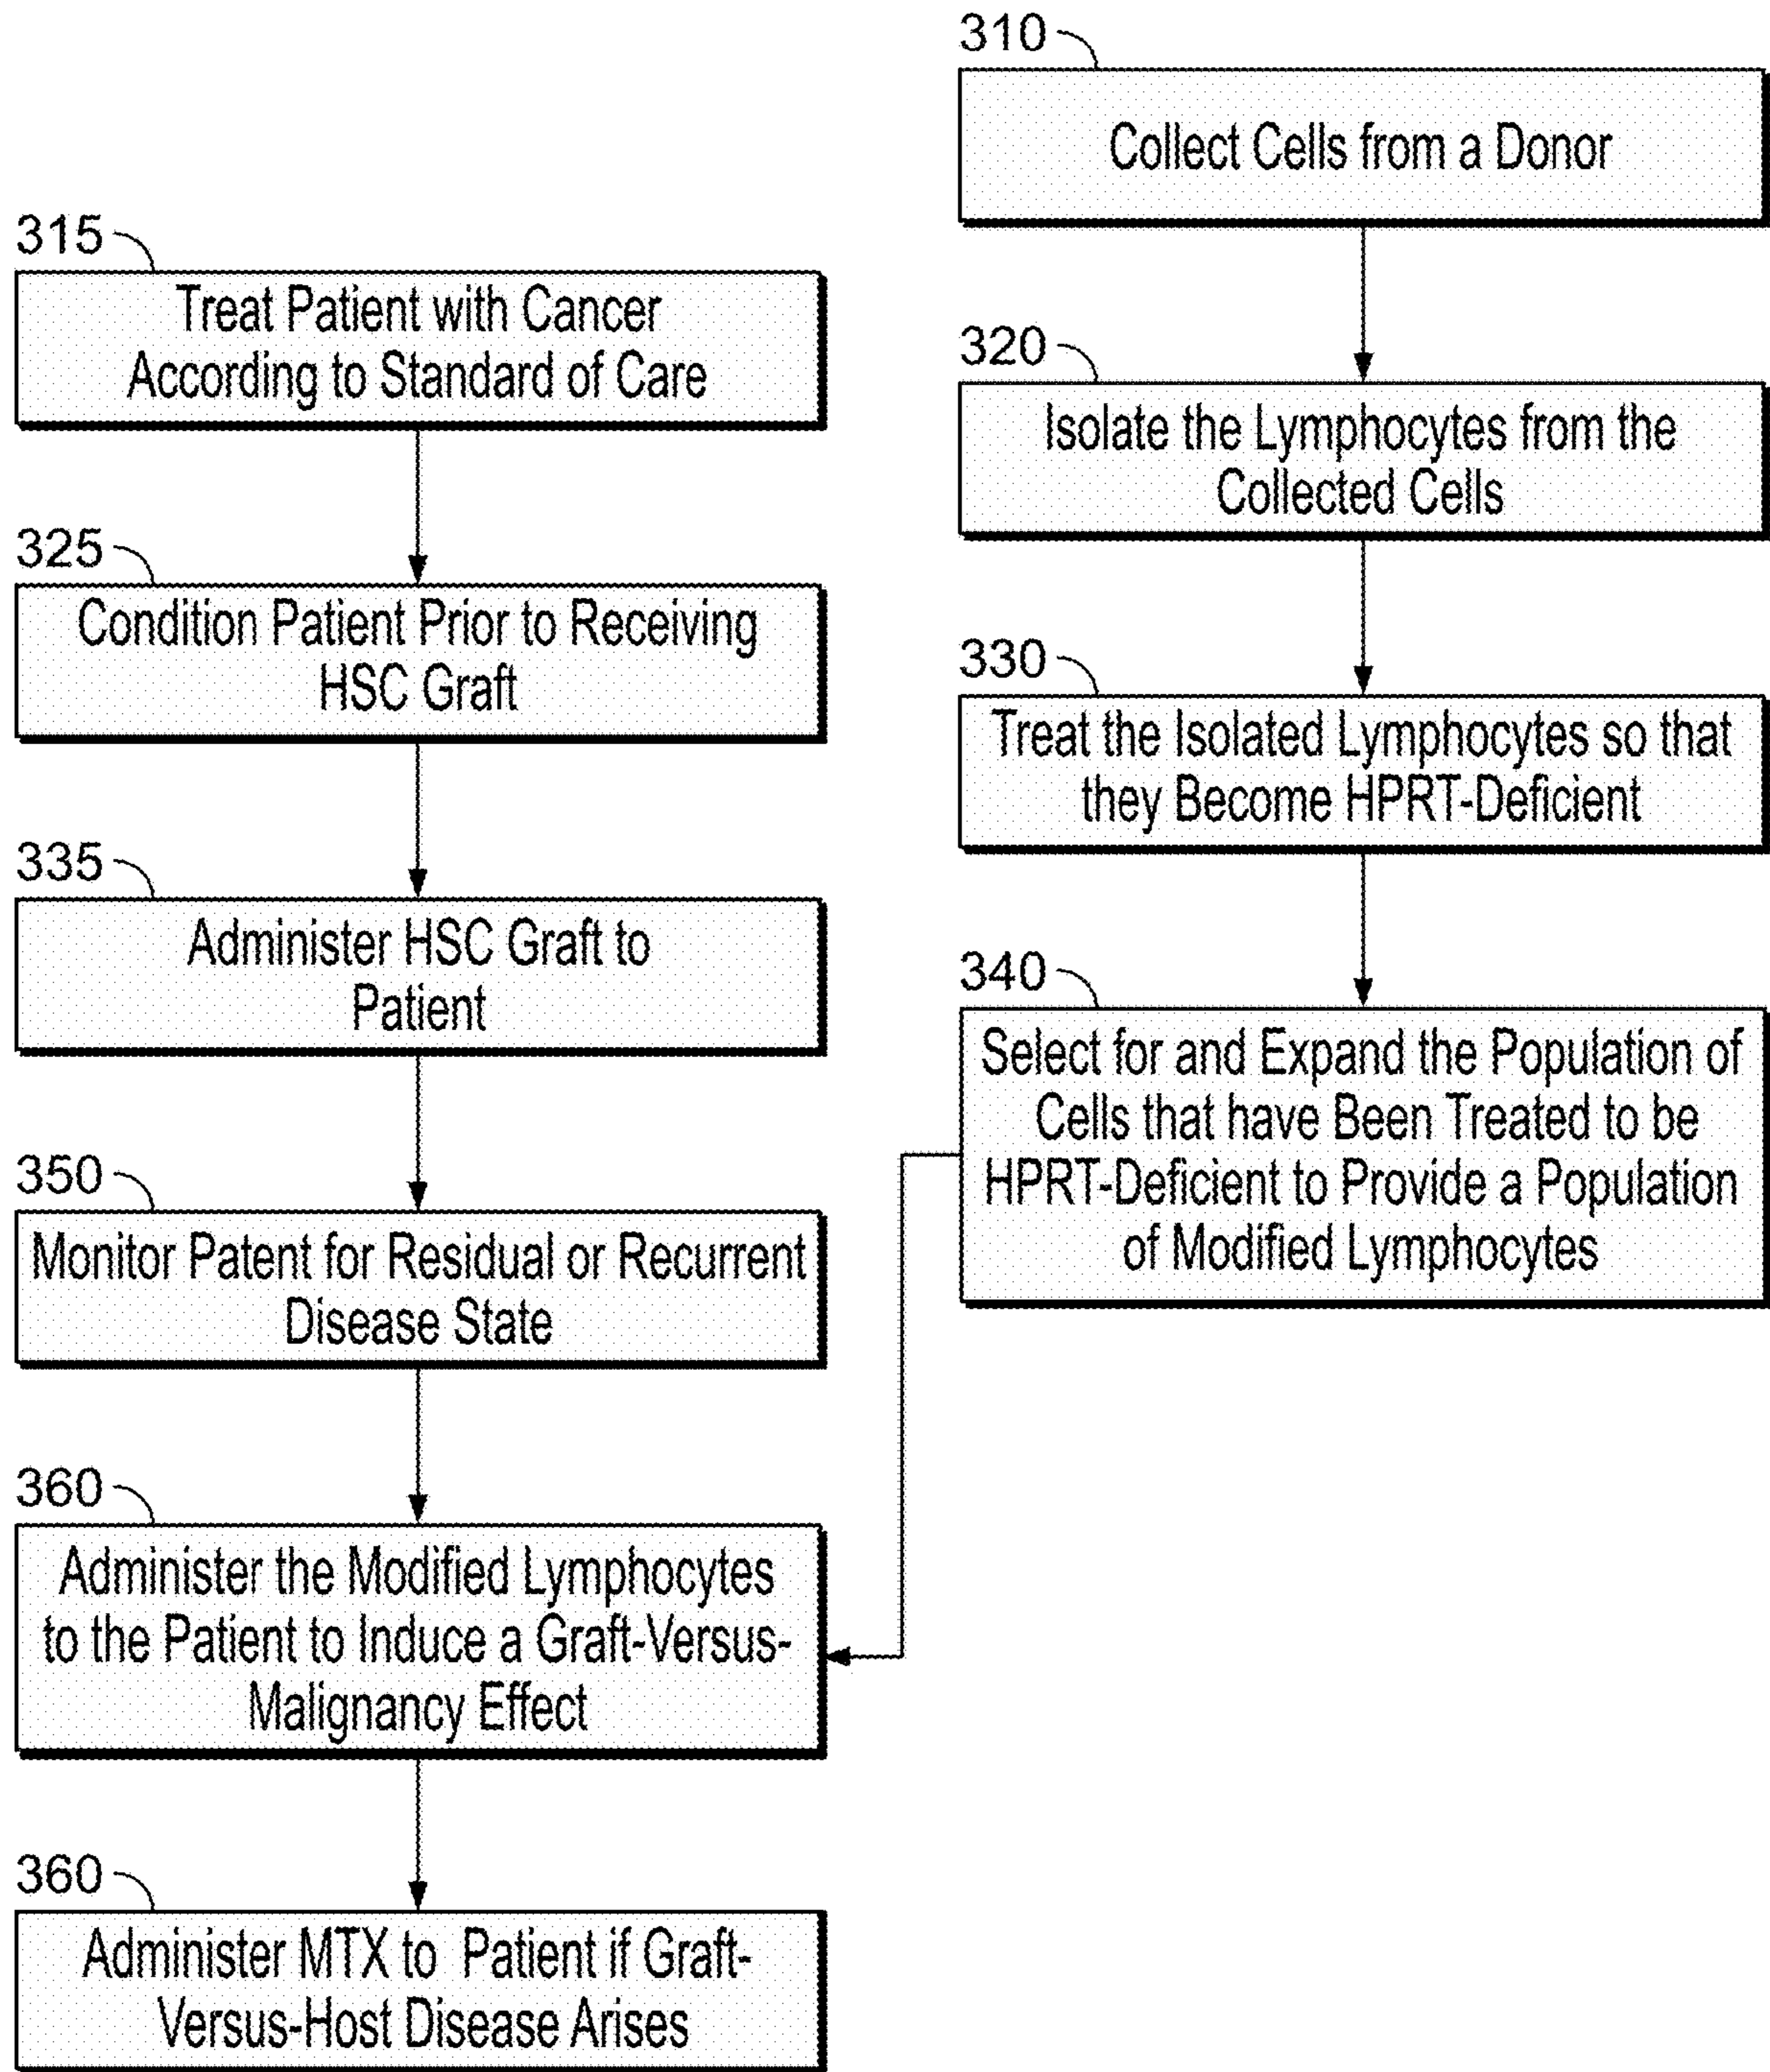 310
Collect Cells from a Donor
315
Treat Patient with Cancer
According to Standard of Care
320
Isolate the Lymphocytes from the
Collected Cells
325
Condition Patient Prior to Receiving
HSC Graft
330
Treat the Isolated Lymphocytes so that
they Become HPRT-Deficient
335
Administer HSC Graft to
Patient
340
Select for and Expand the Population of
Cells that have Been Treated to be
HPRT-Deficient to Provide a Population
of Modified Lymphocytes
350
Monitor Patent for Residual or Recurrent
Disease State
360
Administer the Modified Lymphocytes
to the Patient to Induce a Graft-Versus-
Malignancy Effect
360
Administer MTX to Patient if Graft-
Versus-Host Disease Arises